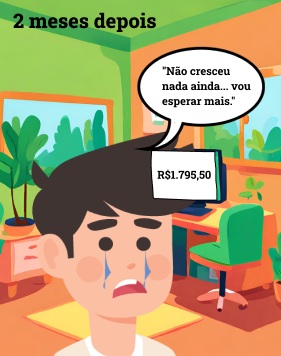 2 meses depois
"Não cresceu
nada ainda... vou
esperar mais."
R$1.795,50